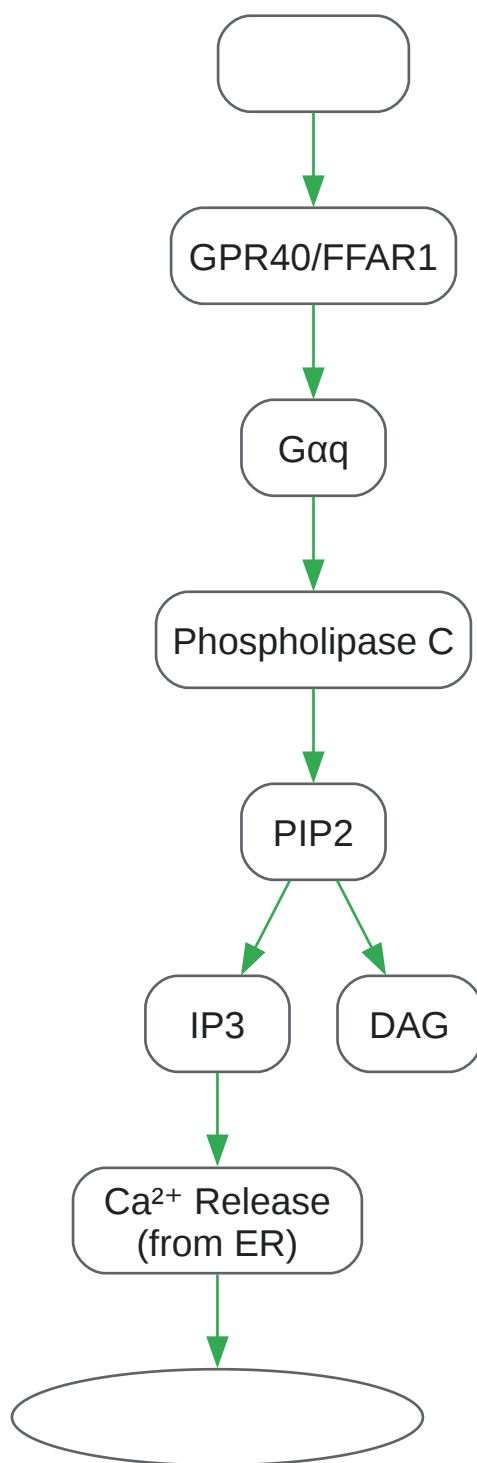 GPR40/FFAR1
Gαq
Phospholipase C
PIP2
IP3
DAG
Ca²⁺ Release
(from ER)